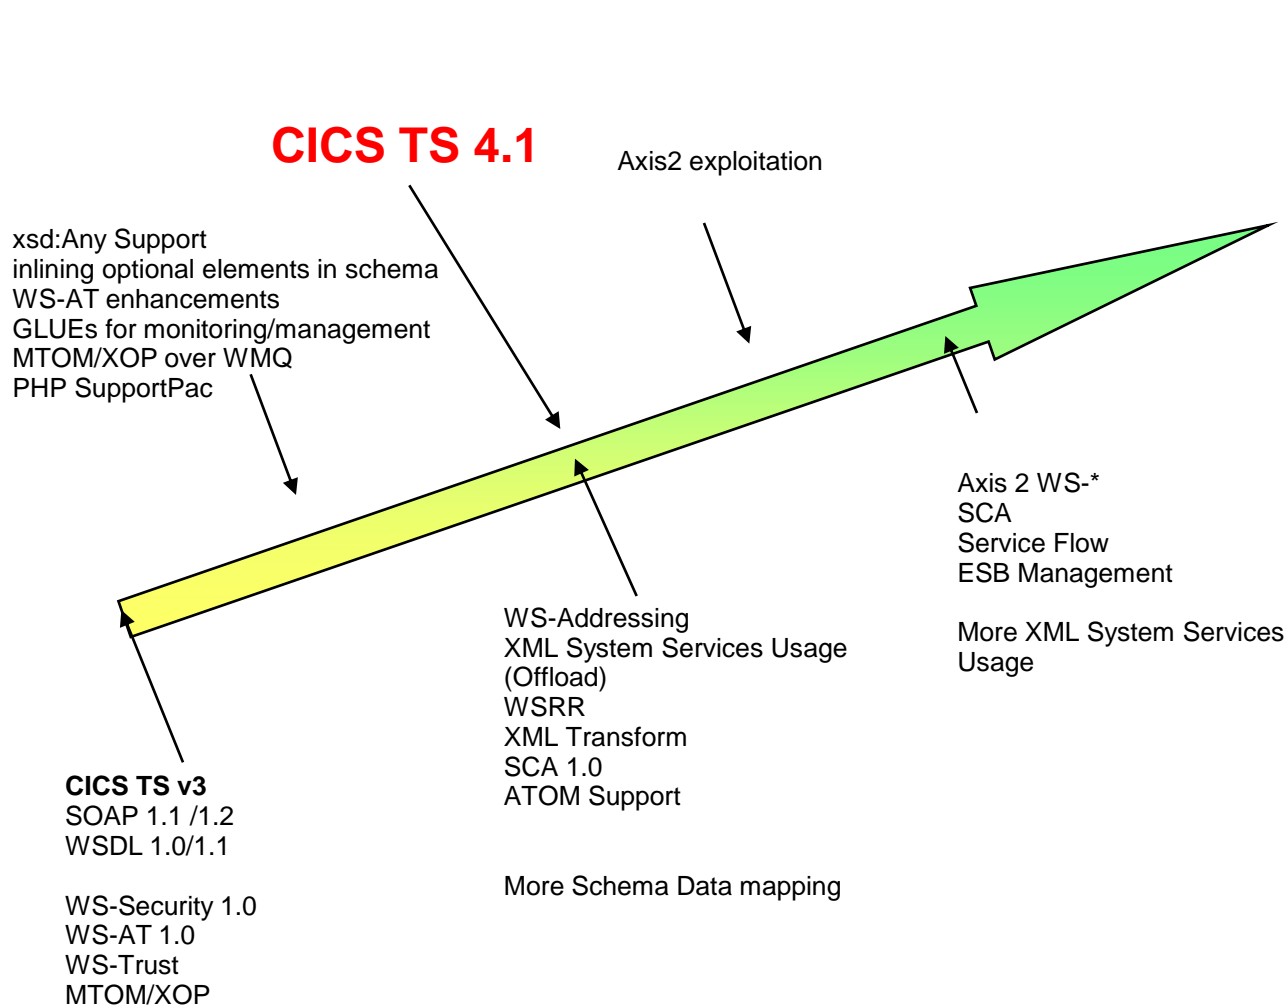 CICS TS 4.1
Axis2 exploitation
xsd:Any Support
inlining optional elements in schema
WS-AT enhancements
GLUEs for monitoring/management
MTOM/XOP over WMQ
PHP SupportPac
Axis 2 WS-*
SCA
Service Flow
ESB Management
More XML System Services
Usage
WS-Addressing
XML System Services Usage
(Offload)
WSRR
XML Transform
SCA 1.0
ATOM Support
More Schema Data mapping
CICS TS v3
SOAP 1.1 /1.2
WSDL 1.0/1.1
WS-Security 1.0
WS-AT 1.0
WS-Trust
MTOM/XOP